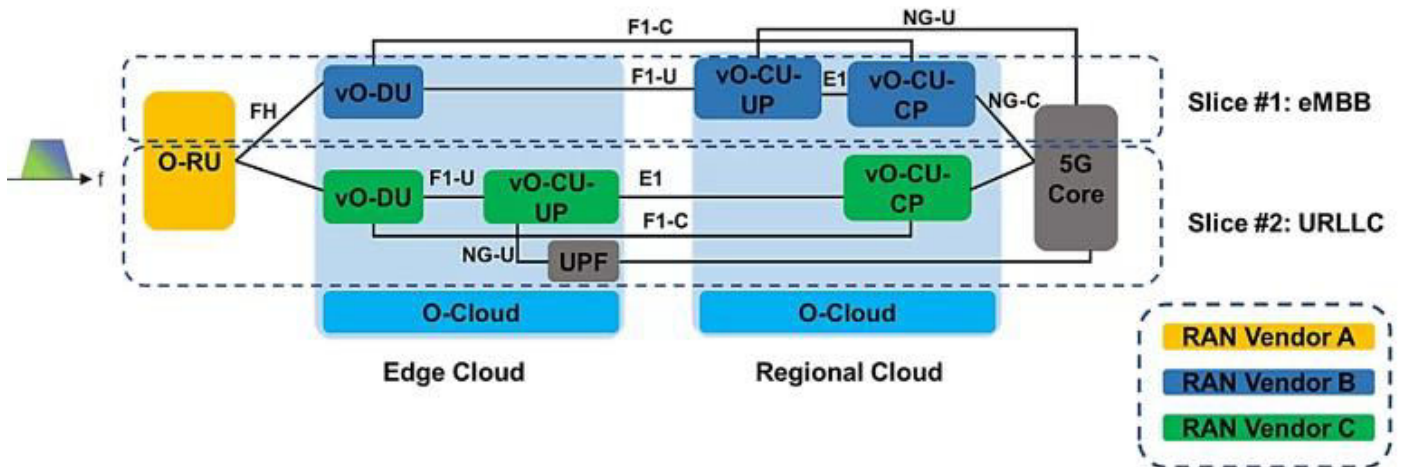 NG-U
F1-C
F1-U
vO-DU
vO-CU-
UP
E1
vO-CU-
CP
NG-C
Slice #1: eMBB
FH
O-RU
f
5G
Core
vO-DU
F1-U
vO-CU-
UP
E1
vO-CU-
CP
F1-C
Slice #2: URLLC
NG-U
UPF
O-Cloud
O-Cloud
Edge Cloud
Regional Cloud
RAN Vendor A
RAN Vendor B
RAN Vendor C